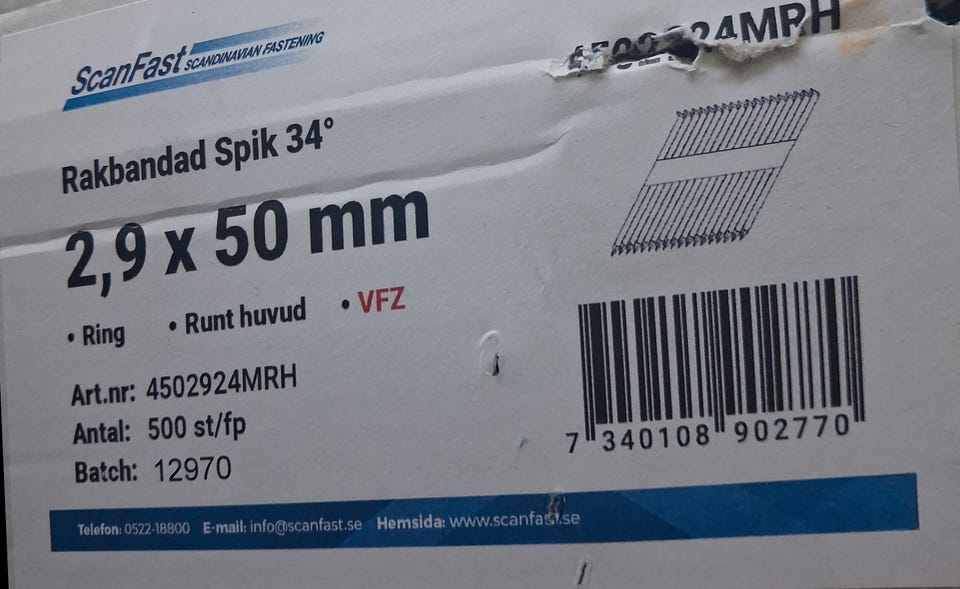 ScanFast SCANDINAVIAN FASTENING
4502924MRH
Rakbandad Spik 34°
2,9 x 50 mm
• Ring • Runt huvud • VFZ
Art.nr: 4502924MRH
Antal: 500 st/fp
Batch: 12970
7 340108 902770
Telefon: 0522-18800 E-mail: info@scanfast.se Hemsida: www.scanfast.se